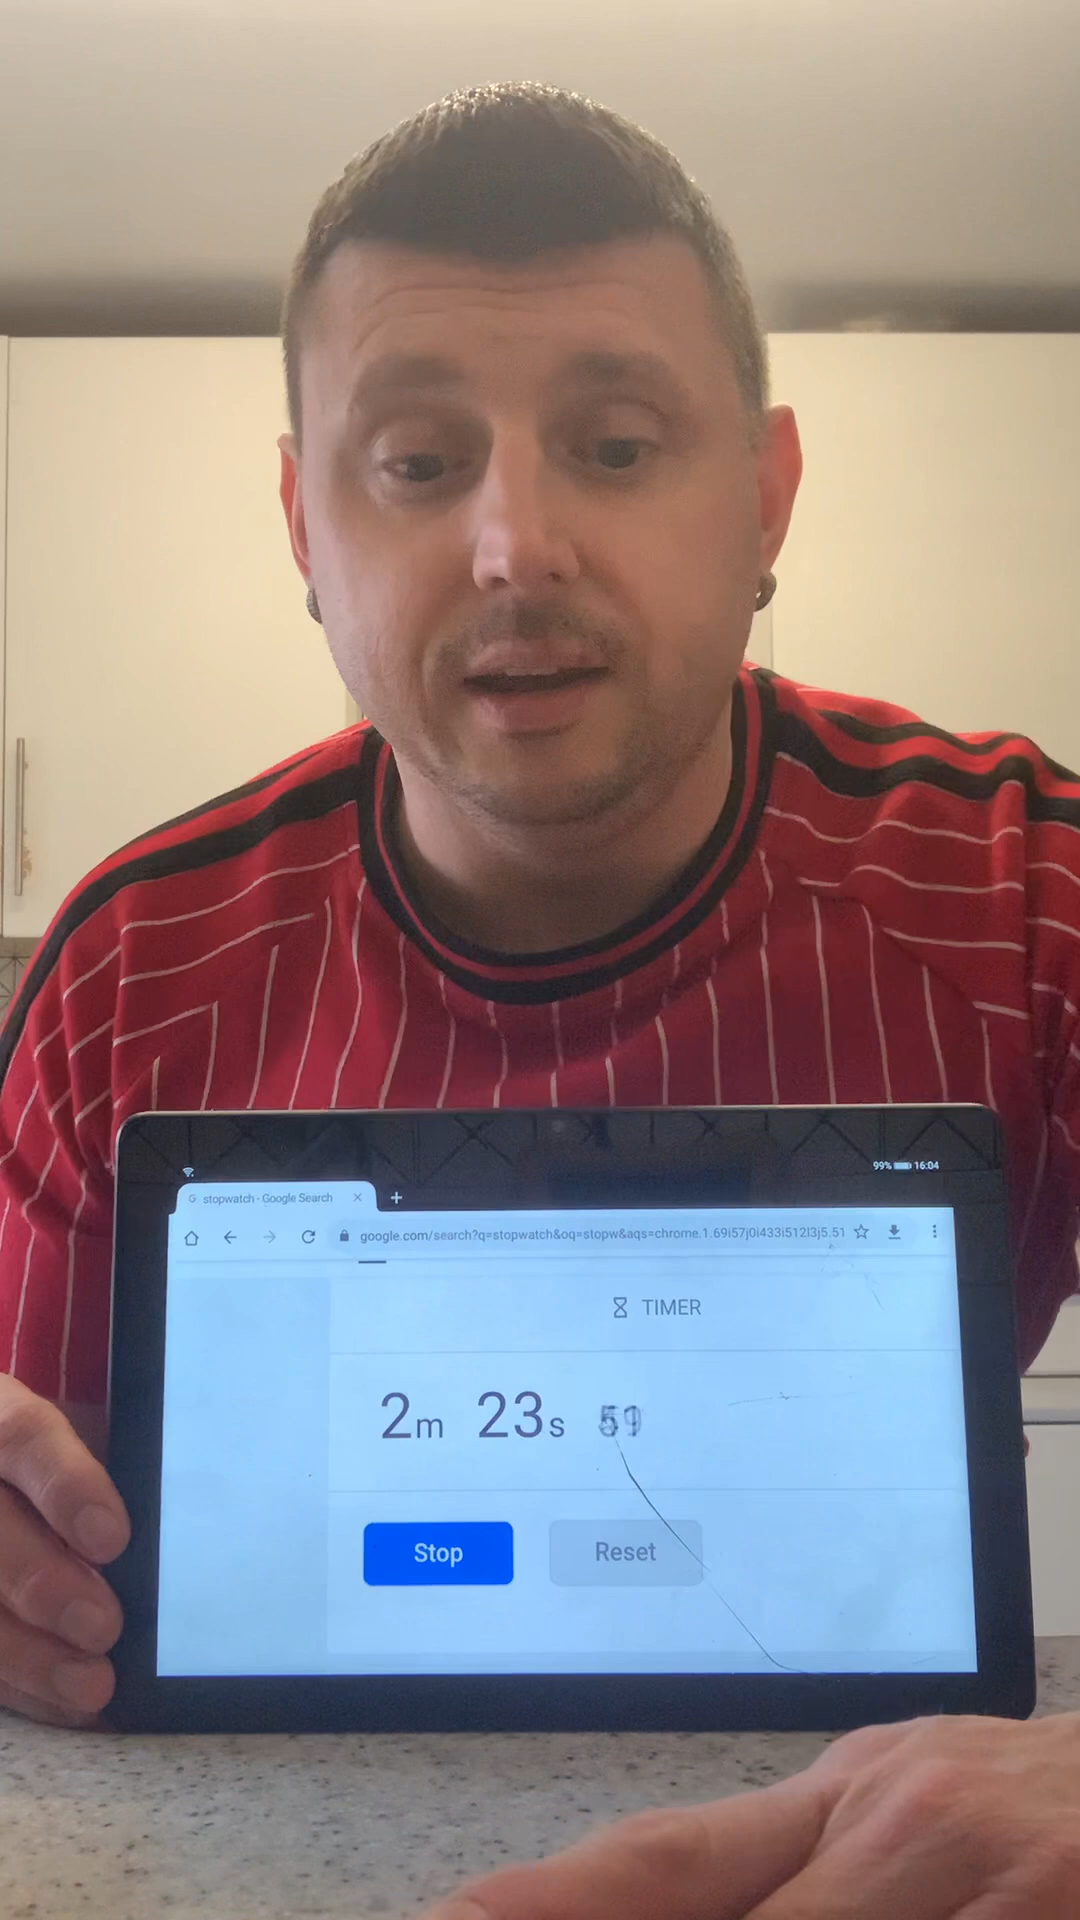 99% 16:04
G stopwatch - Google Search × +
google.com/search?q=stopwatch&oq=stopw&aqs=chrome.1.69i57j0i433i512l3j5.51
TIMER
2m 23s
Stop Reset